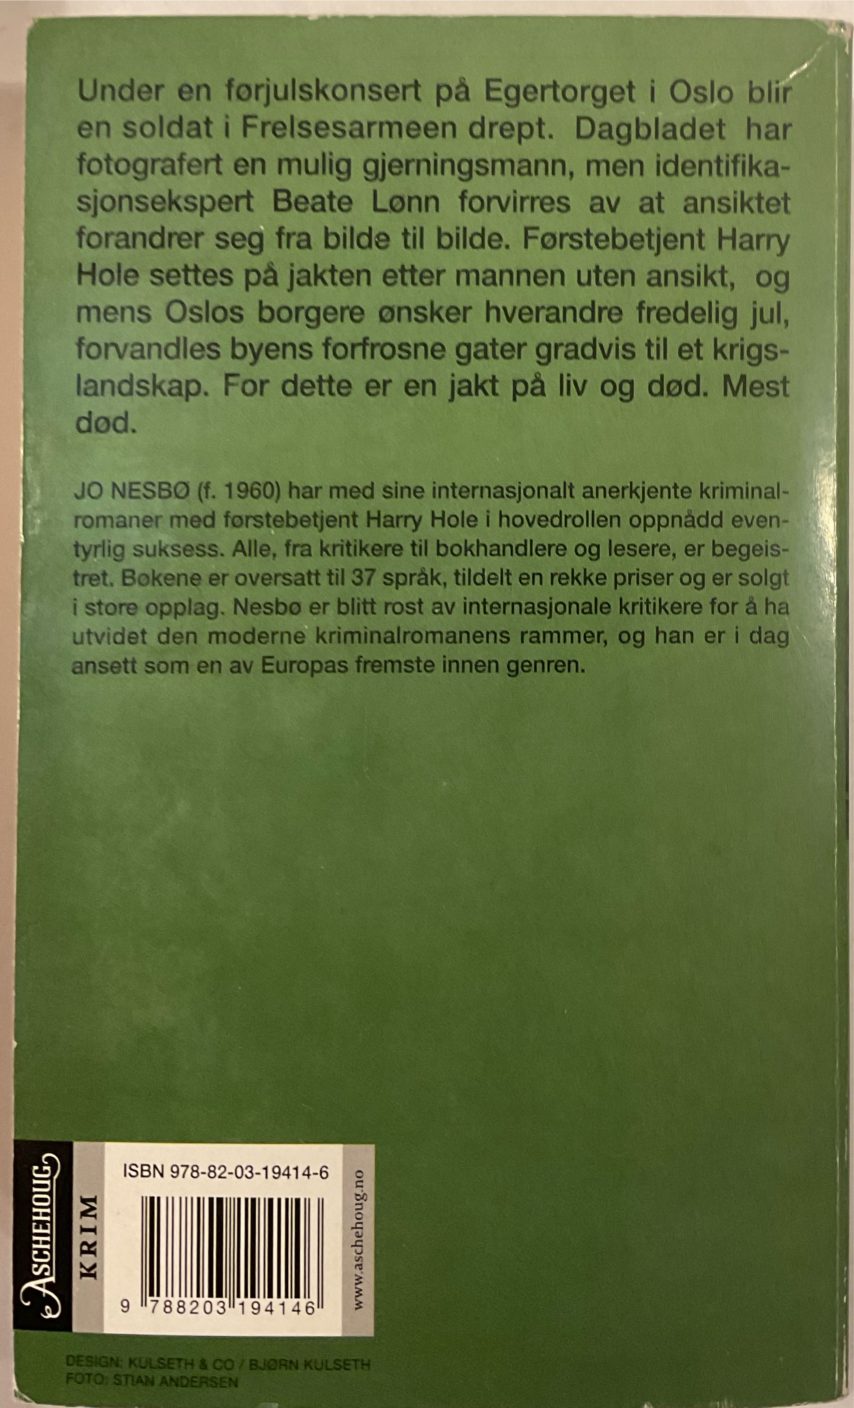 Under en førjulskonsert på Egertorget i Oslo blir
en soldat i Frelsesarmeen drept. Dagbladet har
fotografert en mulig gjerningsmann, men identifika-
sjonsekspert Beate Lønn forvirres av at ansiktet
forandrer seg fra bilde til bilde. Førstebetjent Harry
Hole settes på jakten etter mannen uten ansikt, og
mens Oslos borgere ønsker hverandre fredelig jul,
forvandles byens forfrosne gater gradvis til et krigs-
landskap. For dette er en jakt på liv og død. Mest
død.
JO NESBØ (f. 1960) har med sine internasjonalt anerkjente kriminal-
romaner med førstebetjent Harry Hole i hovedrollen oppnådd even-
tyrlig suksess. Alle, fra kritikere til bokhandlere og lesere, er begeis-
tret. Bøkene er oversatt til 37 språk, tildelt en rekke priser og er solgt
i store opplag. Nesbø er blitt rost av internasjonale kritikere for å ha
utvidet den moderne kriminalromanens rammer, og han er i dag
ansett som en av Europas fremste innen genren.
ASCHEHOUG
KRIM
ISBN 978-82-03-19414-6
9 788203 194146
www.aschehoug.no
DESIGN: KULSETH & CO / BJØRN KULSETH
FOTO: STIAN ANDERSEN